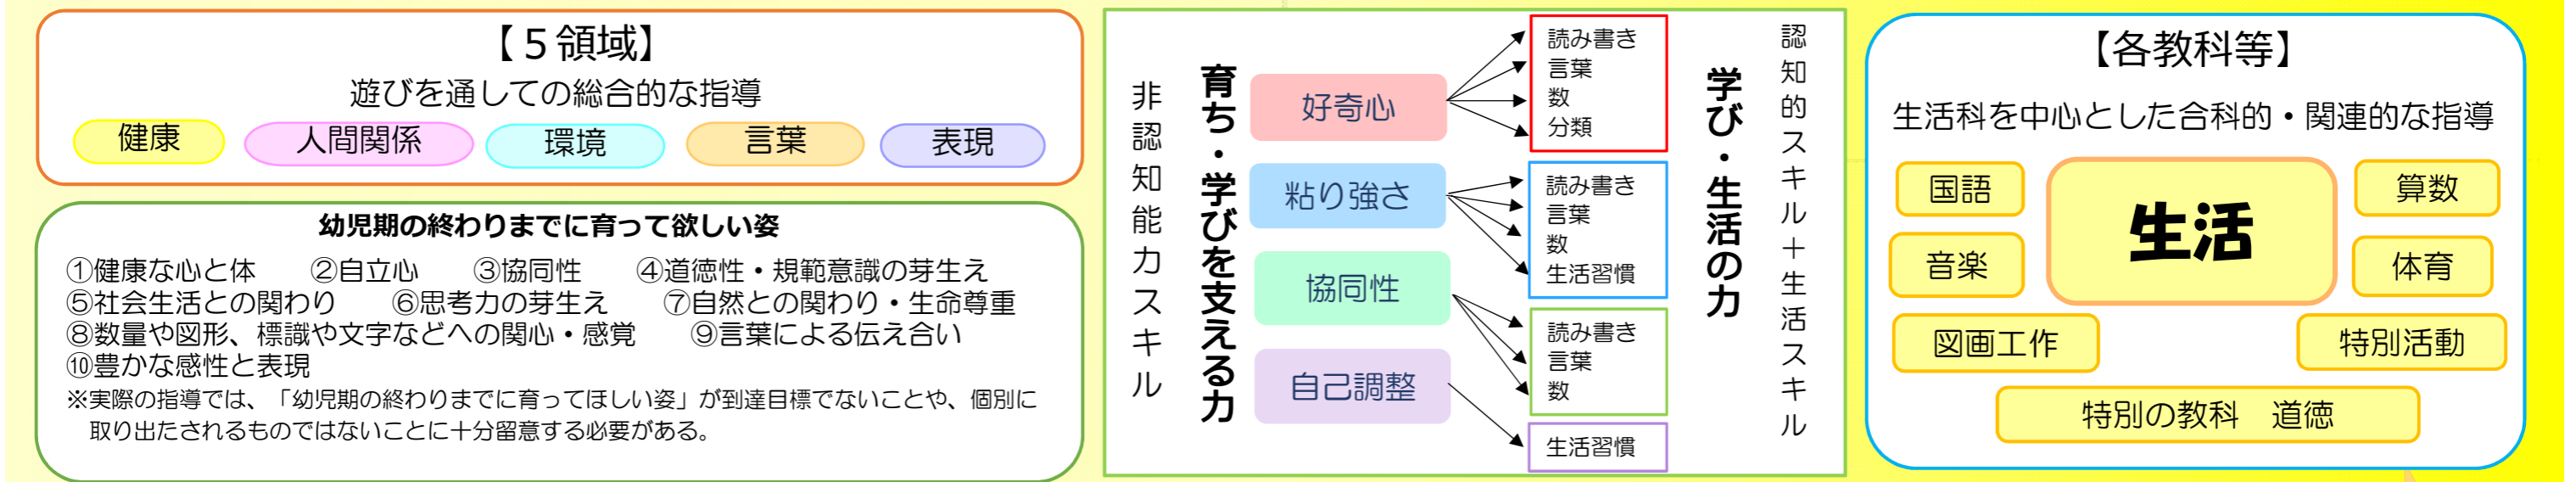 【５領域】
遊びを通しての総合的な指導
健康
人間関係
環境
言葉
表現
幼児期の終わりまでに育って欲しい姿
①健康な心と体　②自立心　③協同性　④道徳性・規範意識の芽生え
⑤社会生活との関わり　⑥思考力の芽生え　⑦自然との関わり・生命尊重
⑧数量や図形、標識や文字などへの関心・感覚　⑨言葉による伝え合い
⑩豊かな感性と表現
※実際の指導では、「幼児期の終わりまでに育ってほしい姿」が到達目標でないことや、個別に
取り出たされるものではないことに十分留意する必要がある。
非認知能力スキル
育ち・学びを支える力
好奇心
粘り強さ
協同性
自己調整
読み書き
言葉
数
分類
読み書き
言葉
数
生活習慣
読み書き
言葉
数
生活習慣
学び・生活の力
認知的スキル＋生活スキル
【各教科等】
生活科を中心とした合科的・関連的な指導
国語
生活
算数
音楽
体育
図画工作
特別活動
特別の教科　道徳